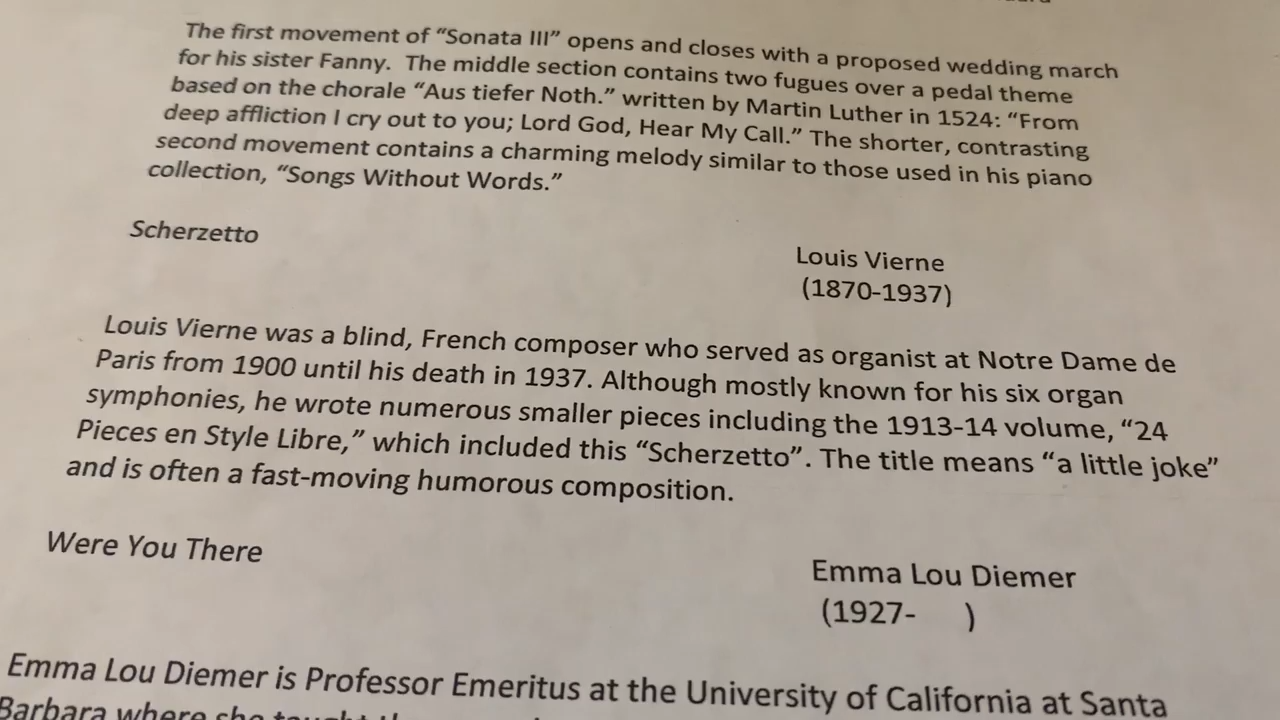 The first movement of “Sonata III” opens and closes with a proposed wedding march
for his sister Fanny. The middle section contains two fugues over a pedal theme
based on the chorale “Aus tiefer Noth.” written by Martin Luther in 1524: “From
deep affliction I cry out to you; Lord God, Hear My Call.” The shorter, contrasting
second movement contains a charming melody similar to those used in his piano
collection, “Songs Without Words.”
Scherzetto
Louis Vierne
(1870-1937)
Louis Vierne was a blind, French composer who served as organist at Notre Dame de
Paris from 1900 until his death in 1937. Although mostly known for his six organ
symphonies, he wrote numerous smaller pieces including the 1913-14 volume, “24
Pieces en Style Libre,” which included this “Scherzetto”. The title means “a little joke”
and is often a fast-moving humorous composition.
Were You There
Emma Lou Diemer
(1927- )
Emma Lou Diemer is Professor Emeritus at the University of California at Santa
Barbara where she taught